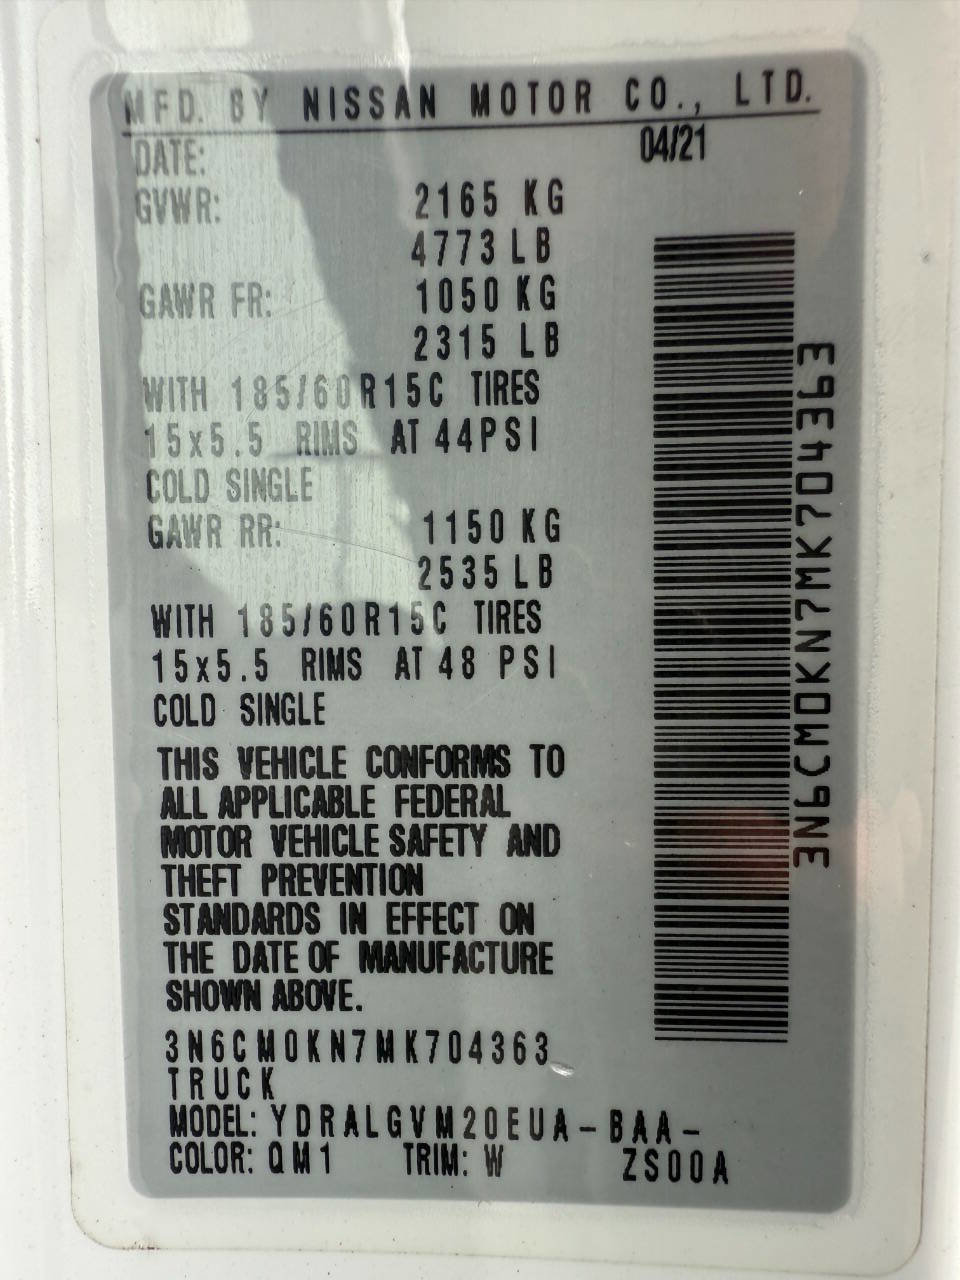 MFD. BY NISSAN MOTOR CO., LTD.
DATE: 04/21
GVWR: 2165 KG
4773 LB
GAWR FR: 1050 KG
2315 LB
WITH 185/60R15C TIRES
15x5.5 RIMS AT 44PSI
COLD SINGLE
GAWR RR: 1150 KG
2535 LB
WITH 185/60R15C TIRES
15x5.5 RIMS AT 48 PSI
COLD SINGLE
THIS VEHICLE CONFORMS TO
ALL APPLICABLE FEDERAL
MOTOR VEHICLE SAFETY AND
THEFT PREVENTION
STANDARDS IN EFFECT ON
THE DATE OF MANUFACTURE
SHOWN ABOVE.
3N6CM0KN7MK704363
TRUCK
MODEL: YDRALGVM20EUA-BAA-
COLOR: QM1 TRIM: W ZS00A
3N6CM0KN7MK704363